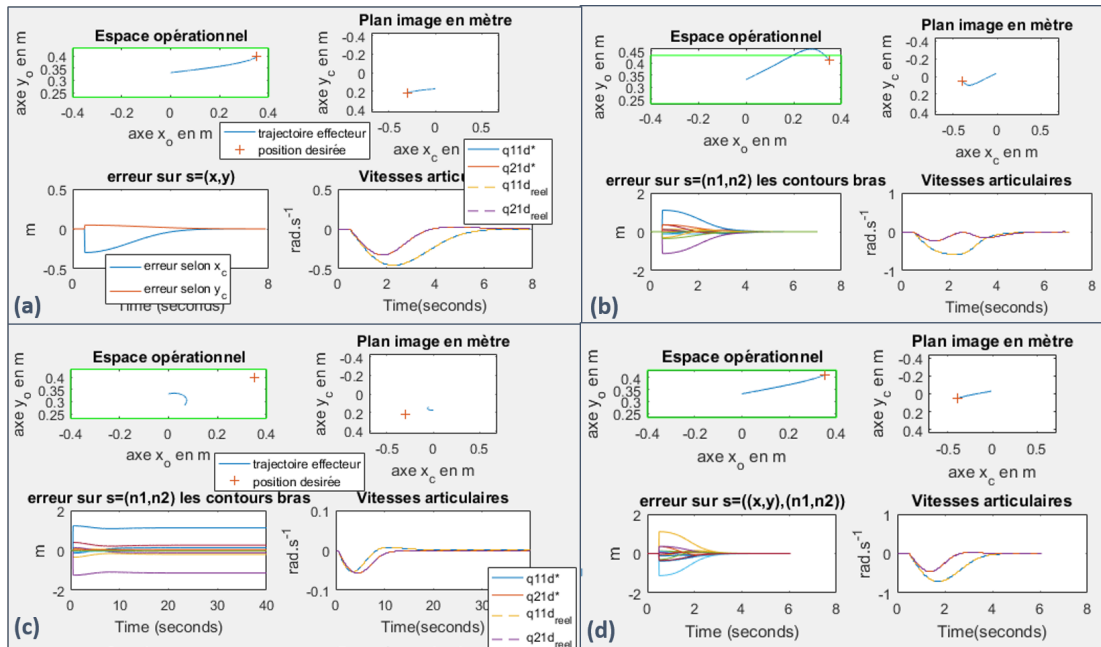 Espace opérationnel
axe y_o en m
0.4
0.35
0.3
0.25
-0.4 -0.2 0 0.2 0.4
axe x_o en m
Plan image en mètre
axe y_c en m
-0.4
-0.2
0
0.2
0.4
-0.5 0 0.5
axe x_c en
trajectoire effecteur
position desirée
q11d*
q21d*
q11d_reel
q21d_reel
erreur sur s=(x,y)
m
0.5
0
-0.5
0 8
Time (seconds)
erreur selon x_c
erreur selon y_c
Vitesses articu
rad.s^-1
0.5
0
-0.5
0 2 4 6 8
Time(seconds)
(a)
Espace opérationnel
axe y_o en m
0.45
0.4
0.35
0.3
0.25
-0.4 -0.2 0 0.2 0.4
axe x_o en m
Plan image en mètre
axe y_c en m
-0.4
-0.2
0
0.2
0.4
-0.5 0 0.5
axe x_c en m
erreur sur s=(n1,n2) les contours bras
m
2
0
-2
0 2 4 6 8
Time(seconds)
Vitesses articulaires
rad.s^-1
1
0
-1
0 2 4 6 8
Time(seconds)
(b)
Espace opérationnel
axe y_o en m
0.4
0.35
0.3
0.25
-0.4 -0.2 0 0.2 0.4
axe x_o en m
Plan image en mètre
axe y_c en m
-0.4
-0.2
0
0.2
0.4
-0.5 0 0.5
axe x_c en m
trajectoire effecteur
position desirée
erreur sur s=(n1,n2) les contours bras
m
2
0
-2
0 10 20 30 40
Time (seconds)
Vitesses articulaires
rad.s^-1
0.1
0
-0.1
0 10 20 30
Time (seconds)
q11d*
q21d*
q11d_reel
q21d_reel
(c)
Espace opérationnel
axe y_o en m
0.4
0.35
0.3
0.25
-0.4 -0.2 0 0.2 0.4
axe x_o en m
Plan image en mètre
axe y_c en m
-0.4
-0.2
0
0.2
0.4
-0.5 0 0.5
axe x_c en m
erreur sur s=((x,y),(n1,n2))
m
2
0
-2
0 2 4 6 8
Time (seconds)
Vitesses articulaires
rad.s^-1
1
0
-1
0 2 4 6 8
Time (seconds)
(d)